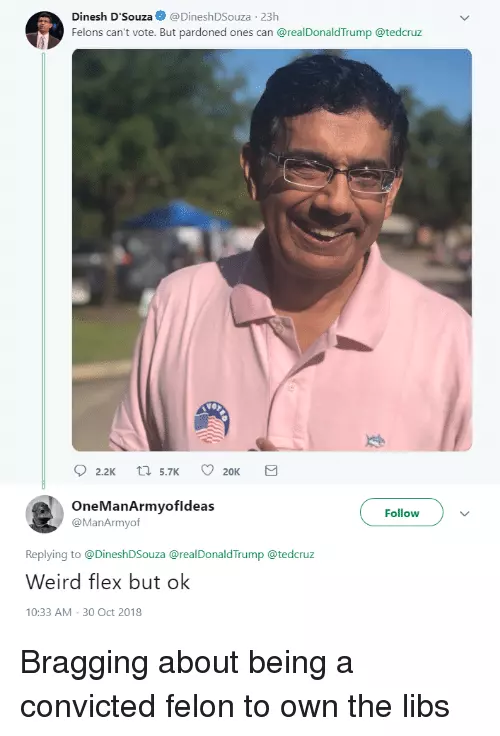 Dinesh D'Souza @DineshDSouza · 23h
Felons can't vote. But pardoned ones can @realDonaldTrump @tedcruz
I VOTED
2.2K 5.7K 20K
OneManArmyofIdeas
@ManArmyof
Follow
Replying to @DineshDSouza @realDonaldTrump @tedcruz
Weird flex but ok
10:33 AM - 30 Oct 2018
Bragging about being a
convicted felon to own the libs